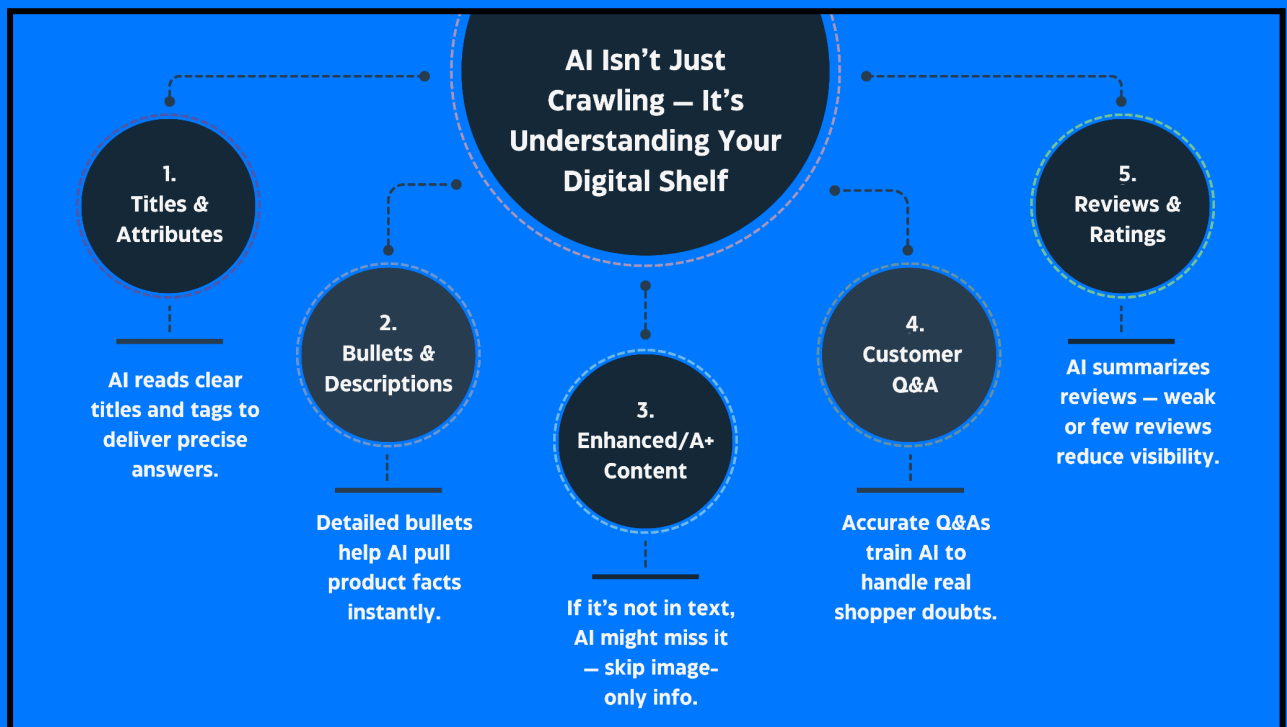 AI Isn't Just
Crawling — It's
Understanding Your
Digital Shelf
1.
Titles &
Attributes
AI reads clear
titles and tags to
deliver precise
answers.
2.
Bullets &
Descriptions
Detailed bullets
help AI pull
product facts
instantly.
3.
Enhanced/A+
Content
If it's not in text,
AI might miss it
— skip image-
only info.
4.
Customer
Q&A
Accurate Q&As
train AI to
handle real
shopper doubts.
5.
Reviews &
Ratings
AI summarizes
reviews — weak
or few reviews
reduce visibility.